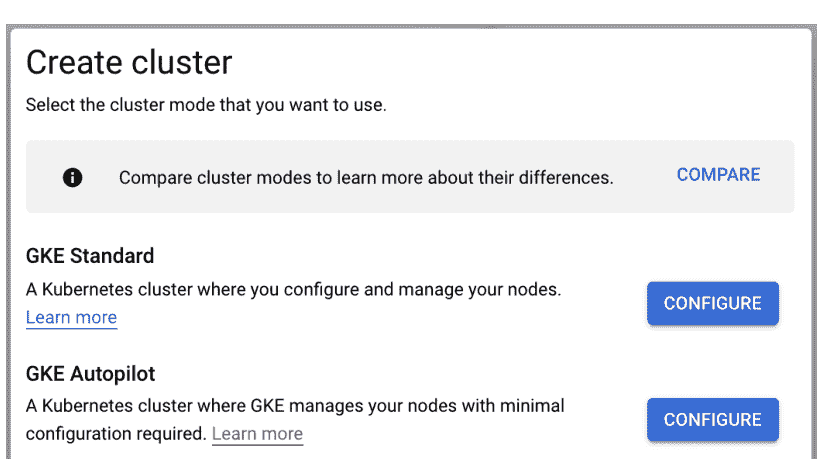 Create cluster
Select the cluster mode that you want to use.
Compare cluster modes to learn more about their differences. COMPARE
GKE Standard
A Kubernetes cluster where you configure and manage your nodes.
Learn more
CONFIGURE
GKE Autopilot
A Kubernetes cluster where GKE manages your nodes with minimal
configuration required. Learn more
CONFIGURE